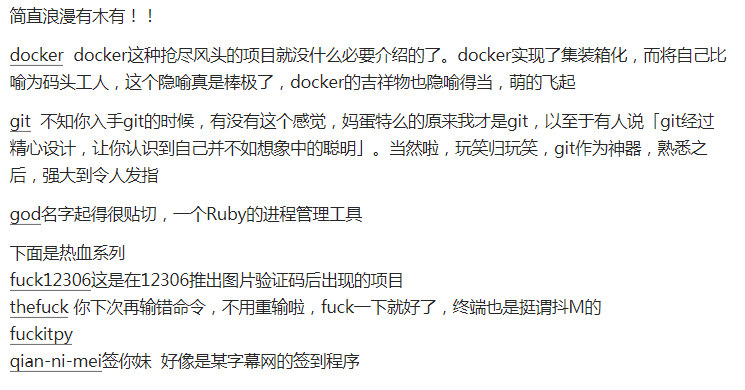 简直浪漫有木有！！
docker docker这种抢尽风头的项目就没什么必要介绍的了。docker实现了集装箱化，而将自己比
喻为码头工人，这个隐喻真是棒极了，docker的吉祥物也隐喻得当，萌的飞起
git 不知你入手git的时候，有没有这个感觉，妈蛋特么的原来我才是git，以至于有人说「git经过
精心设计，让你认识到自己并不如想象中的聪明」。当然啦，玩笑归玩笑，git作为神器，熟悉之
后，强大到令人发指
god名字起得很贴切，一个Ruby的进程管理工具
下面是热血系列
fuck12306这是在12306推出图片验证码后出现的项目
thefuck 你下次再输错命令，不用重输啦，fuck一下就好了，终端也是挺谓抖M的
fuckitpy
qian-ni-mei签你妹 好像是某字幕网的签到程序